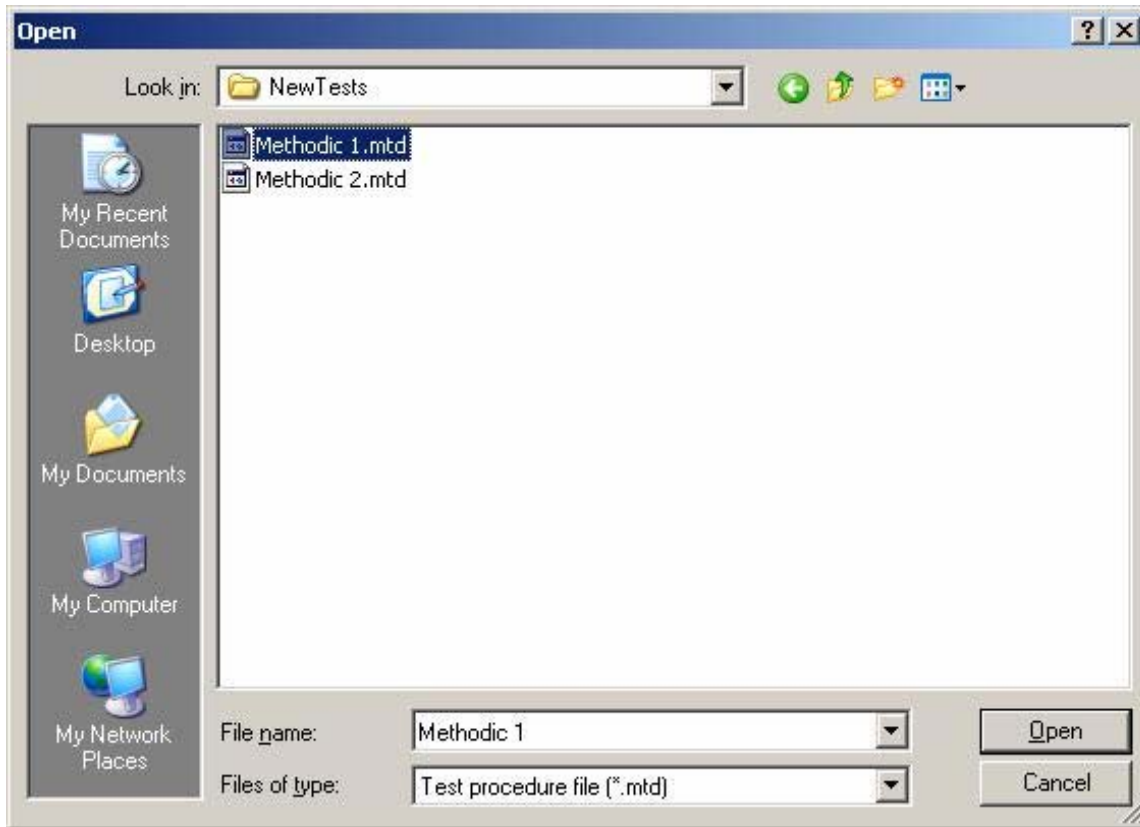 Open
Look in: NewTests
Methodic 1.mtd
Methodic 2.mtd
My Recent
Documents
Desktop
My Documents
My Computer
My Network
Places
File name: Methodic 1
Open
Files of type: Test procedure file (*.mtd)
Cancel